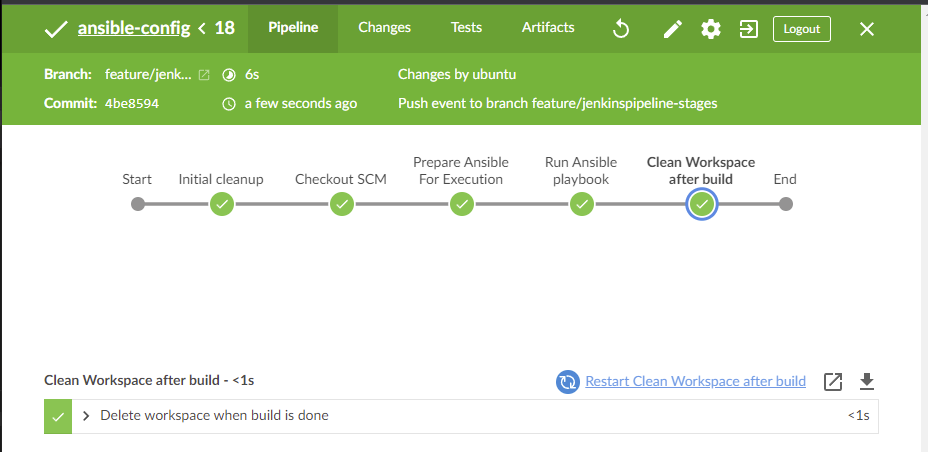 ansible-config < 18 Pipeline Changes Tests Artifacts Logout
Branch: feature/jenk... 6s Changes by ubuntu
Commit: 4be8594 a few seconds ago Push event to branch feature/jenkinspipeline-stages
Prepare Ansible Run Ansible Clean Workspace
Start Initial cleanup Checkout SCM For Execution playbook after build End
Clean Workspace after build - <1s Restart Clean Workspace after build
Delete workspace when build is done <1s